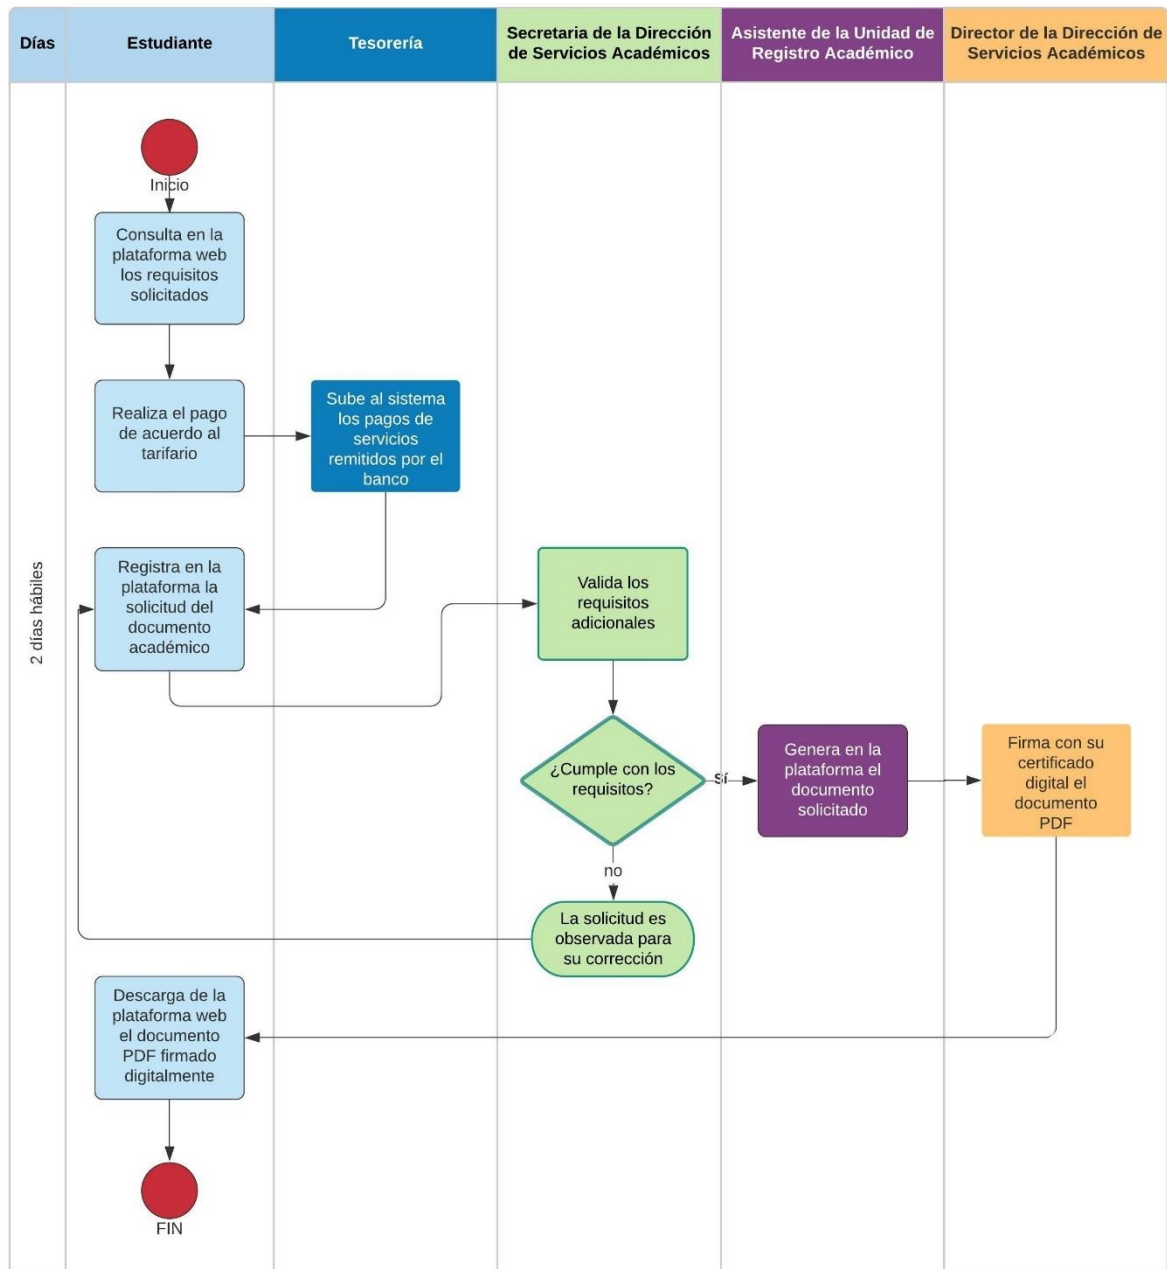 Días
Estudiante
Tesorería
Secretaria de la Dirección
de Servicios Académicos
Asistente de la Unidad de
Registro Académico
Director de la Dirección de
Servicios Académicos
2 días hábiles
Inicio
Consulta en la
plataforma web
los requisitos
solicitados
Realiza el pago
de acuerdo al
tarifario
Sube al sistema
los pagos de
servicios
remitidos por el
banco
Registra en la
plataforma la
solicitud del
documento
académico
Valida los
requisitos
adicionales
¿Cumple con los
requisitos?
Sí
Genera en la
plataforma el
documento
solicitado
Firma con su
certificado
digital el
documento
PDF
no
La solicitud es
observada para
su corrección
Descarga de la
plataforma web
el documento
PDF firmado
digitalmente
FIN